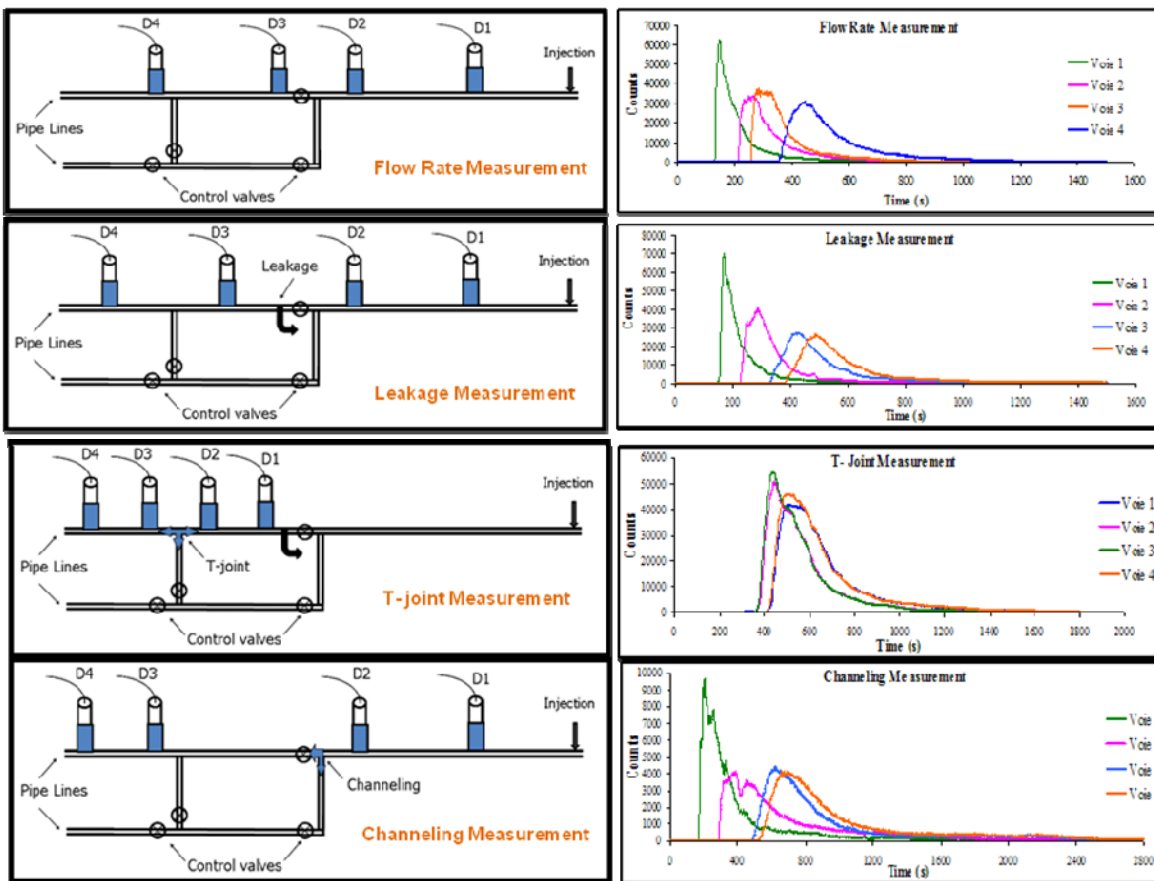 D4
D3
D2
D1
Injection
Pipe Lines
Control valves
Flow Rate Measurement
Flow Rate Measurement
Counts
70000
60000
50000
40000
30000
20000
10000
0
0 200 400 600 800 1000 1200 1400 1600
Time (s)
Voie 1
Voie 2
Voie 3
Voie 4
D4
D3
D2
D1
Leakage
Injection
Pipe Lines
Control valves
Leakage Measurement
Leakage Measurement
Counts
80000
70000
60000
50000
40000
30000
20000
10000
0
0 200 400 600 800 1000 1200 1400 1600
Time (s)
Voie 1
Voie 2
Voie 3
Voie 4
D4
D3
D2
D1
Injection
Pipe Lines
T-joint
Control valves
T-joint Measurement
T- Joint Measurement
Counts
60000
50000
40000
30000
20000
10000
0
0 200 400 600 800 1000 1200 1400 1600 1800 2000
Time (s)
Voie 1
Voie 2
Voie 3
Voie 4
D4
D3
D2
D1
Injection
Pipe Lines
Channeling
Control valves
Channeling Measurement
Channeling Measurement
Counts
10000
9000
8000
7000
6000
5000
4000
3000
2000
1000
0
0 400 800 1200 1600 2000 2400 2800
Time (s)
Voie
Voie
Voie
Voie